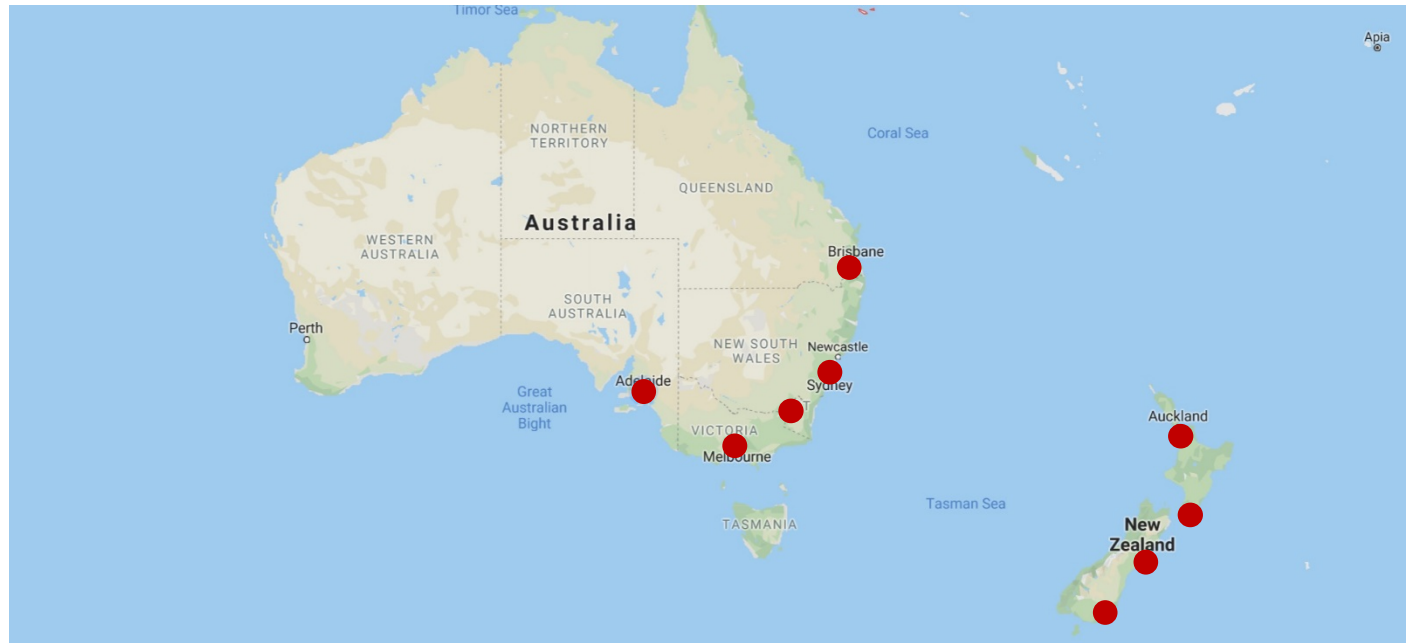 Timor Sea
Apia
NORTHERN
TERRITORY
Coral Sea
QUEENSLAND
Australia
WESTERN
AUSTRALIA
Brisbane
SOUTH
AUSTRALIA
Perth
NEW SOUTH
WALES
Newcastle
Adelaide
Sydney
Great
Australian
Bight
Auckland
VICTORIA
Melbourne
Tasman Sea
TASMANIA
New
Zealand